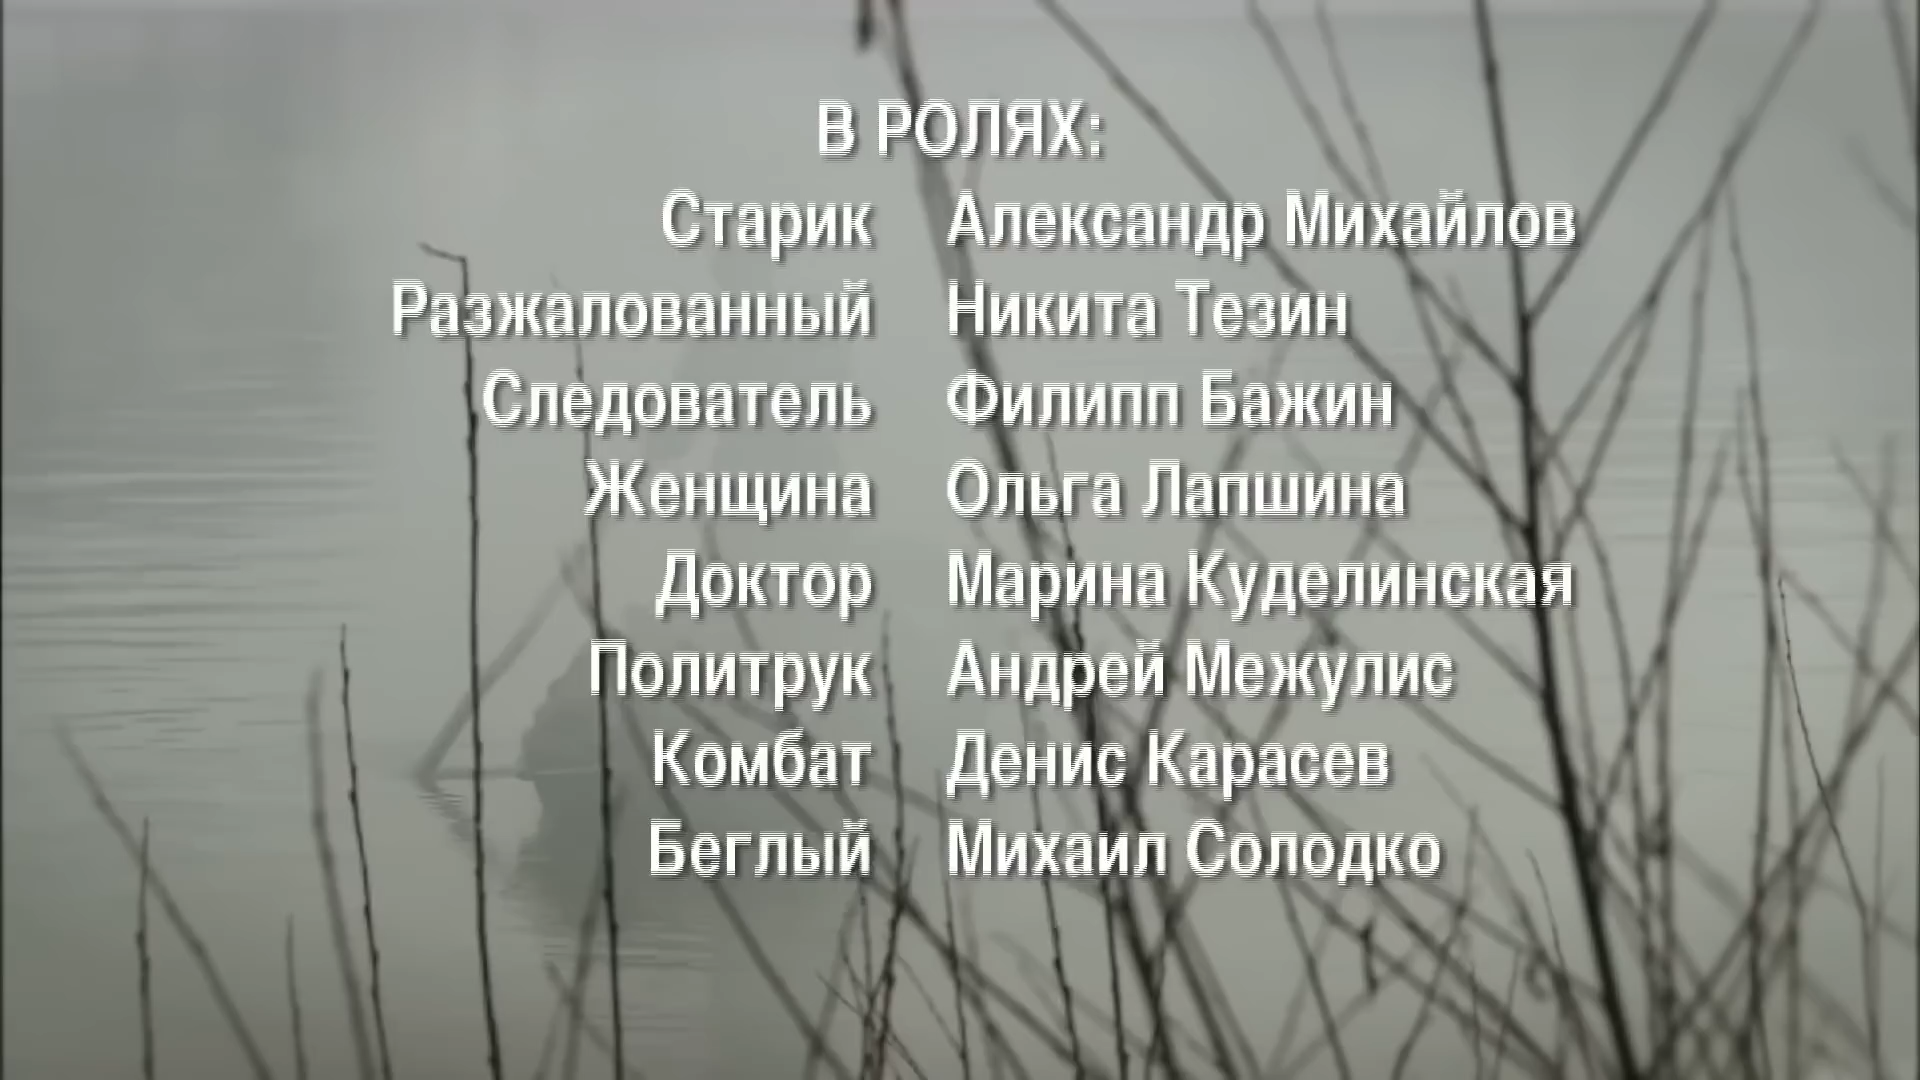 В РОЛЯХ:
Старик Александр Михайлов
Разжалованный Никита Тезин
Следователь Филипп Бажин
Женщина Ольга Лапшина
Доктор Марина Куделинская
Политрук Андрей Межулис
Комбат Денис Карасев
Беглый Михаил Солодко